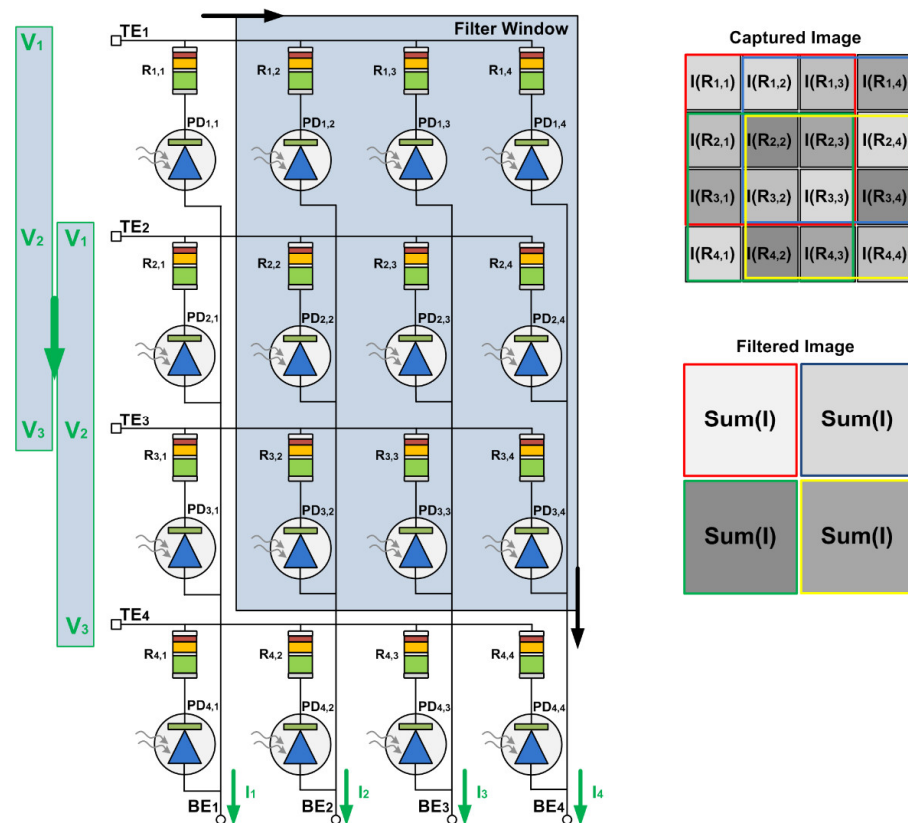 TE1
Filter Window
V1
R1,1
R1,2
R1,3
R1,4
PD1,1
PD1,2
PD1,3
PD1,4
V2
V1
TE2
R2,1
R2,2
R2,3
R2,4
PD2,1
PD2,2
PD2,3
PD2,4
V3
V2
TE3
R3,1
R3,2
R3,3
R3,4
PD3,1
PD3,2
PD3,3
PD3,4
V3
TE4
R4,1
R4,2
R4,3
R4,4
PD4,1
PD4,2
PD4,3
PD4,4
I1
I2
I3
I4
BE1
BE2
BE3
BE4
Captured Image
I(R1,1) I(R1,2) I(R1,3) I(R1,4)
I(R2,1) I(R2,2) I(R2,3) I(R2,4)
I(R3,1) I(R3,2) I(R3,3) I(R3,4)
I(R4,1) I(R4,2) I(R4,3) I(R4,4)
Filtered Image
Sum(I) Sum(I)
Sum(I) Sum(I)